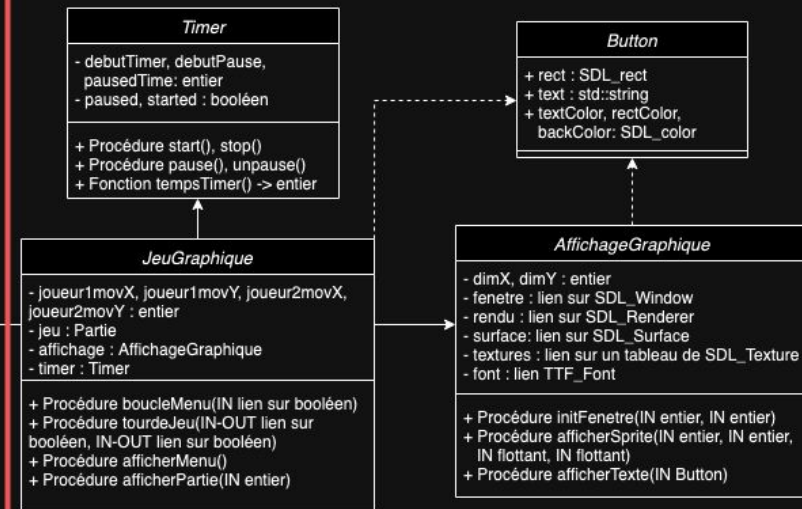 Timer
- debutTimer, debutPause,
pausedTime: entier
- paused, started : booléen
+ Procédure start(), stop()
+ Procédure pause(), unpause()
+ Fonction tempsTimer() -> entier
Button
+ rect : SDL_rect
+ text : std::string
+ textColor, rectColor,
backColor: SDL_color
JeuGraphique
- joueur1movX, joueur1movY, joueur2movX,
joueur2movY : entier
- jeu : Partie
- affichage : AffichageGraphique
- timer : Timer
+ Procédure boucleMenu(IN lien sur booléen)
+ Procédure tourdeJeu(IN-OUT lien sur
booléen, IN-OUT lien sur booléen)
+ Procédure afficherMenu()
+ Procédure afficherPartie(IN entier)
AffichageGraphique
- dimX, dimY : entier
- fenetre : lien sur SDL_Window
- rendu : lien sur SDL_Renderer
- surface: lien sur SDL_Surface
- textures : lien sur un tableau de SDL_Texture
- font : lien TTF_Font
+ Procédure initFenetre(IN entier, IN entier)
+ Procédure afficherSprite(IN entier, IN entier,
IN flottant, IN flottant)
+ Procédure afficherTexte(IN Button)